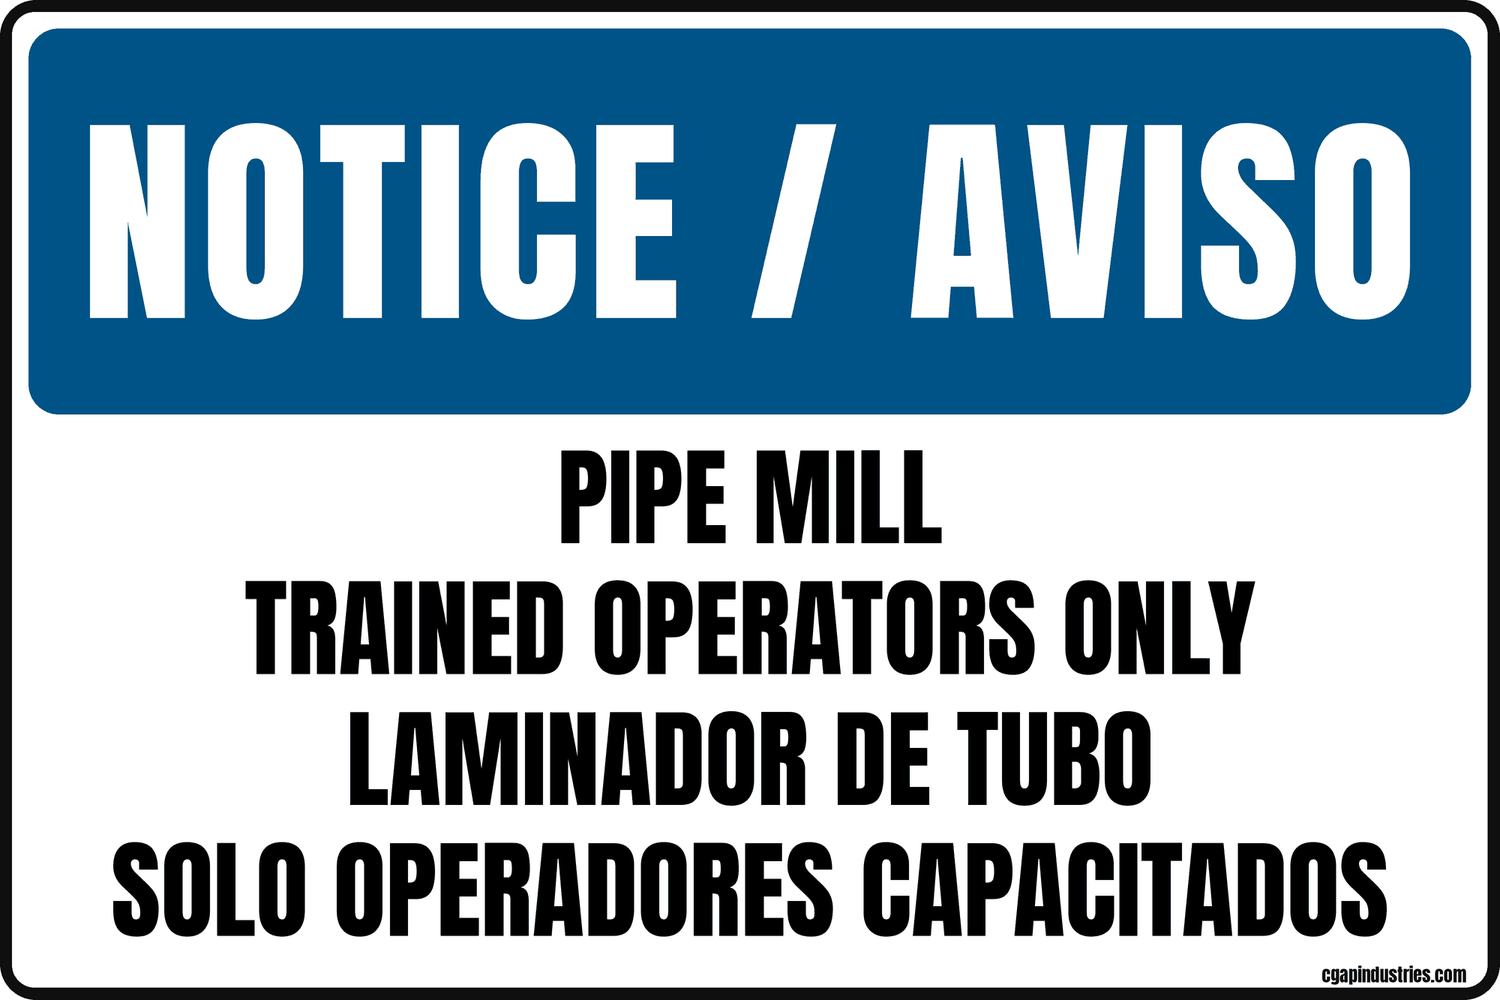 NOTICE / AVISO
PIPE MILL
TRAINED OPERATORS ONLY
LAMINADOR DE TUBO
SOLO OPERADORES CAPACITADOS
cgapindustries.com